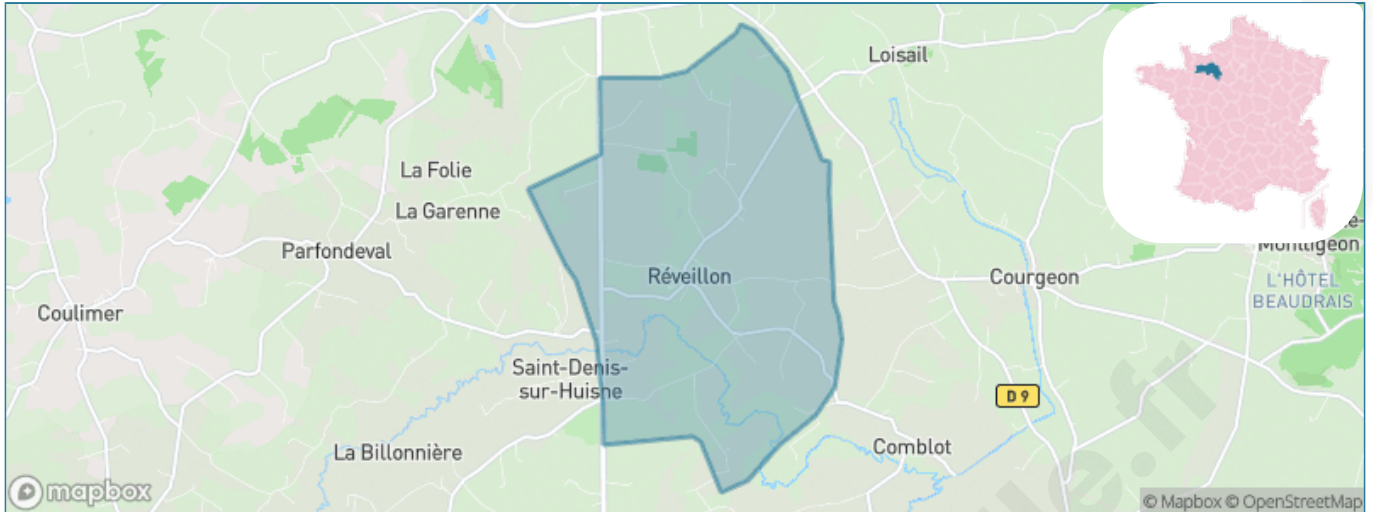 Loisail
La Folie
La Garenne
Parfondeval
Réveillon
Courgeon
Montligeon
L'HÔTEL
BEAUDRAIS
Coulimer
Saint-Denis-
sur-Huisne
D 9
La Billonnière
Comblot
mapbox
© Mapbox © OpenStreetMap